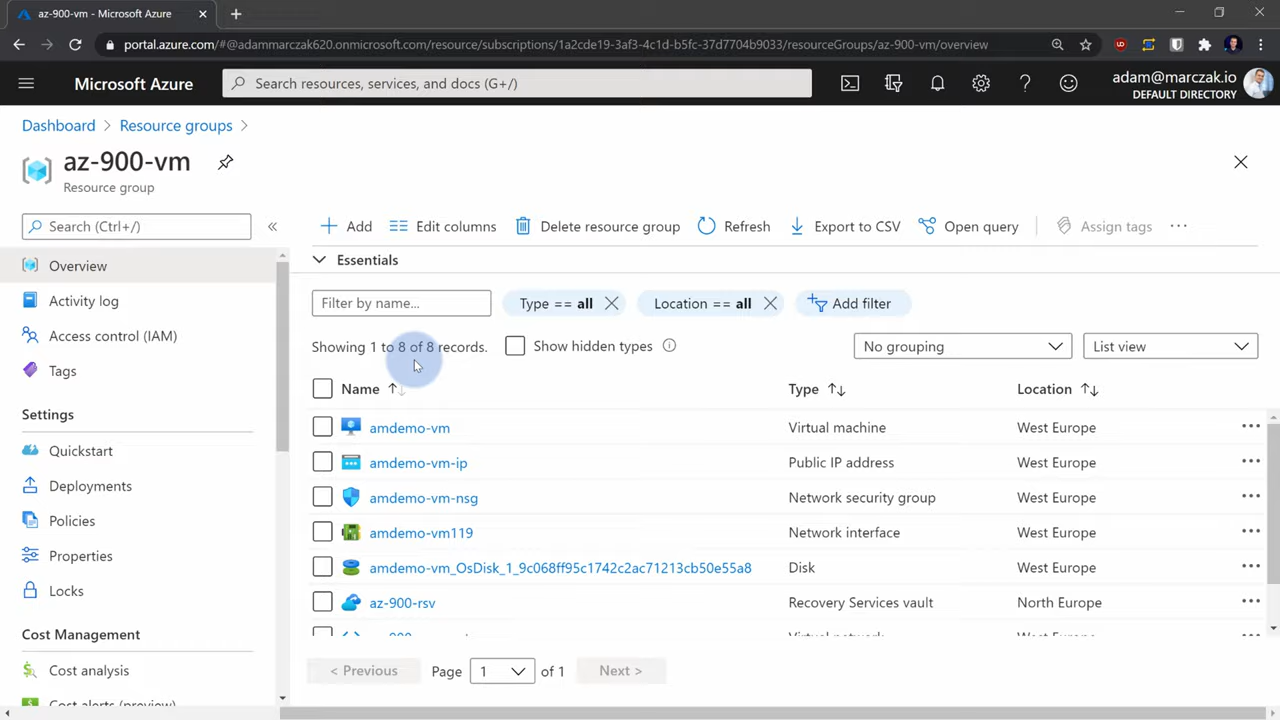 az-900-vm - Microsoft Azure
portal.azure.com/#@adammarczak620.onmicrosoft.com/resource/subscriptions/1a2cde19-3af3-4c1d-b5fc-37d7704b9033/resourceGroups/az-900-vm/overview
Microsoft Azure
Search resources, services, and docs (G+/)
adam@marczak.io
DEFAULT DIRECTORY
Dashboard > Resource groups >
az-900-vm
Resource group
Search (Ctrl+/)
Overview
Activity log
Access control (IAM)
Tags
Settings
Quickstart
Deployments
Policies
Properties
Locks
Cost Management
Cost analysis
Cost alerts (preview)
Add
Edit columns
Delete resource group
Refresh
Export to CSV
Open query
Assign tags
Essentials
Filter by name...
Type == all
Location == all
Add filter
Showing 1 to 8 of 8 records.
Show hidden types
No grouping
List view
Name Type Location
amdemo-vm Virtual machine West Europe
amdemo-vm-ip Public IP address West Europe
amdemo-vm-nsg Network security group West Europe
amdemo-vm119 Network interface West Europe
amdemo-vm_OsDisk_1_9c068ff95c1742c2ac71213cb50e55a8 Disk West Europe
az-900-rsv Recovery Services vault North Europe
Virtual network
< Previous
Page 1 of 1
Next >